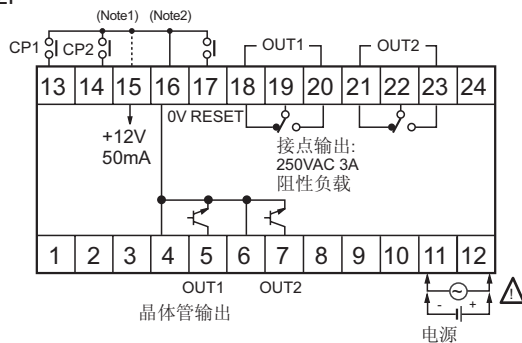 (Note1) (Note2)
CP1 CP2 OUT1 OUT2
13 14 15 16 17 18 19 20 21 22 23 24
0V RESET
+12V
50mA
接点输出:
250VAC 3A
阻性负载
1 2 3 4 5 6 7 8 9 10 11 12
OUT1 OUT2
- +
晶体管输出
电源